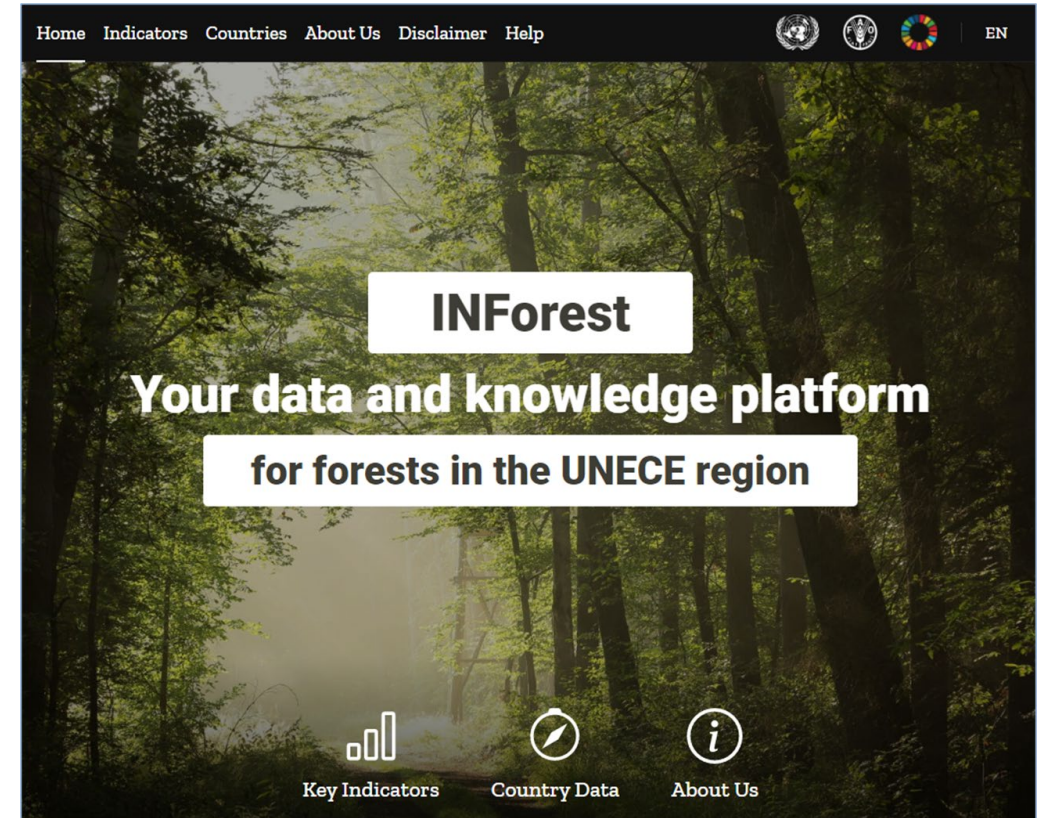 Home Indicators Countries About Us Disclaimer Help EN
INForest
Your data and knowledge platform
for forests in the UNECE region
Key Indicators Country Data About Us